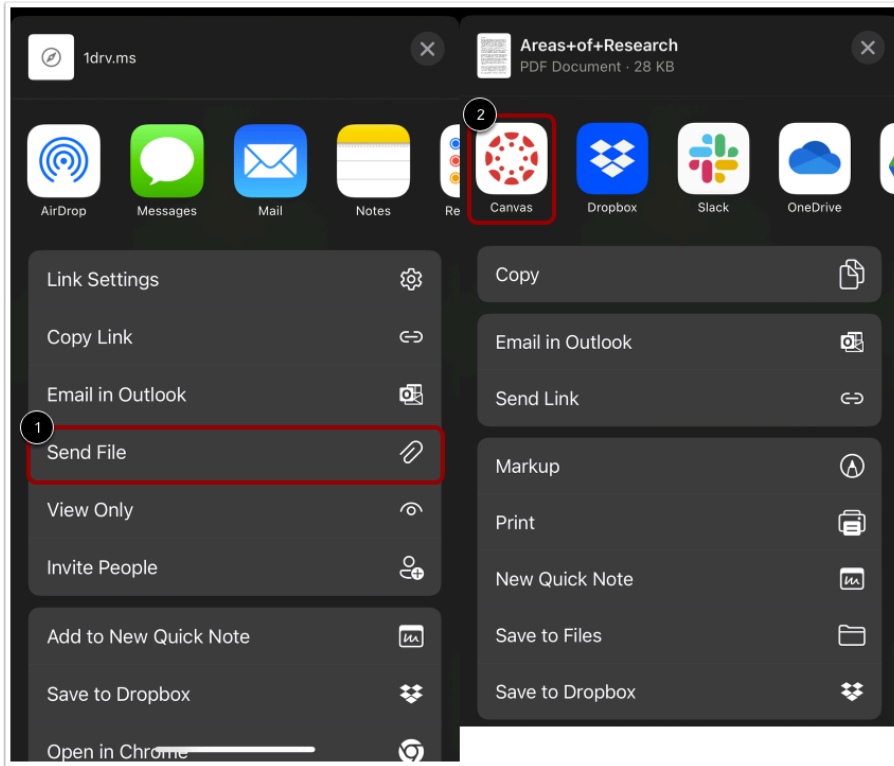 1drv.ms
AirDrop
Messages
Mail
Notes
Re
Link Settings
Copy Link
Email in Outlook
1
Send File
View Only
Invite People
Add to New Quick Note
Save to Dropbox
Open in Chrome
Areas+of+Research
PDF Document · 28 KB
2
Canvas
Dropbox
Slack
OneDrive
Copy
Email in Outlook
Send Link
Markup
Print
New Quick Note
Save to Files
Save to Dropbox